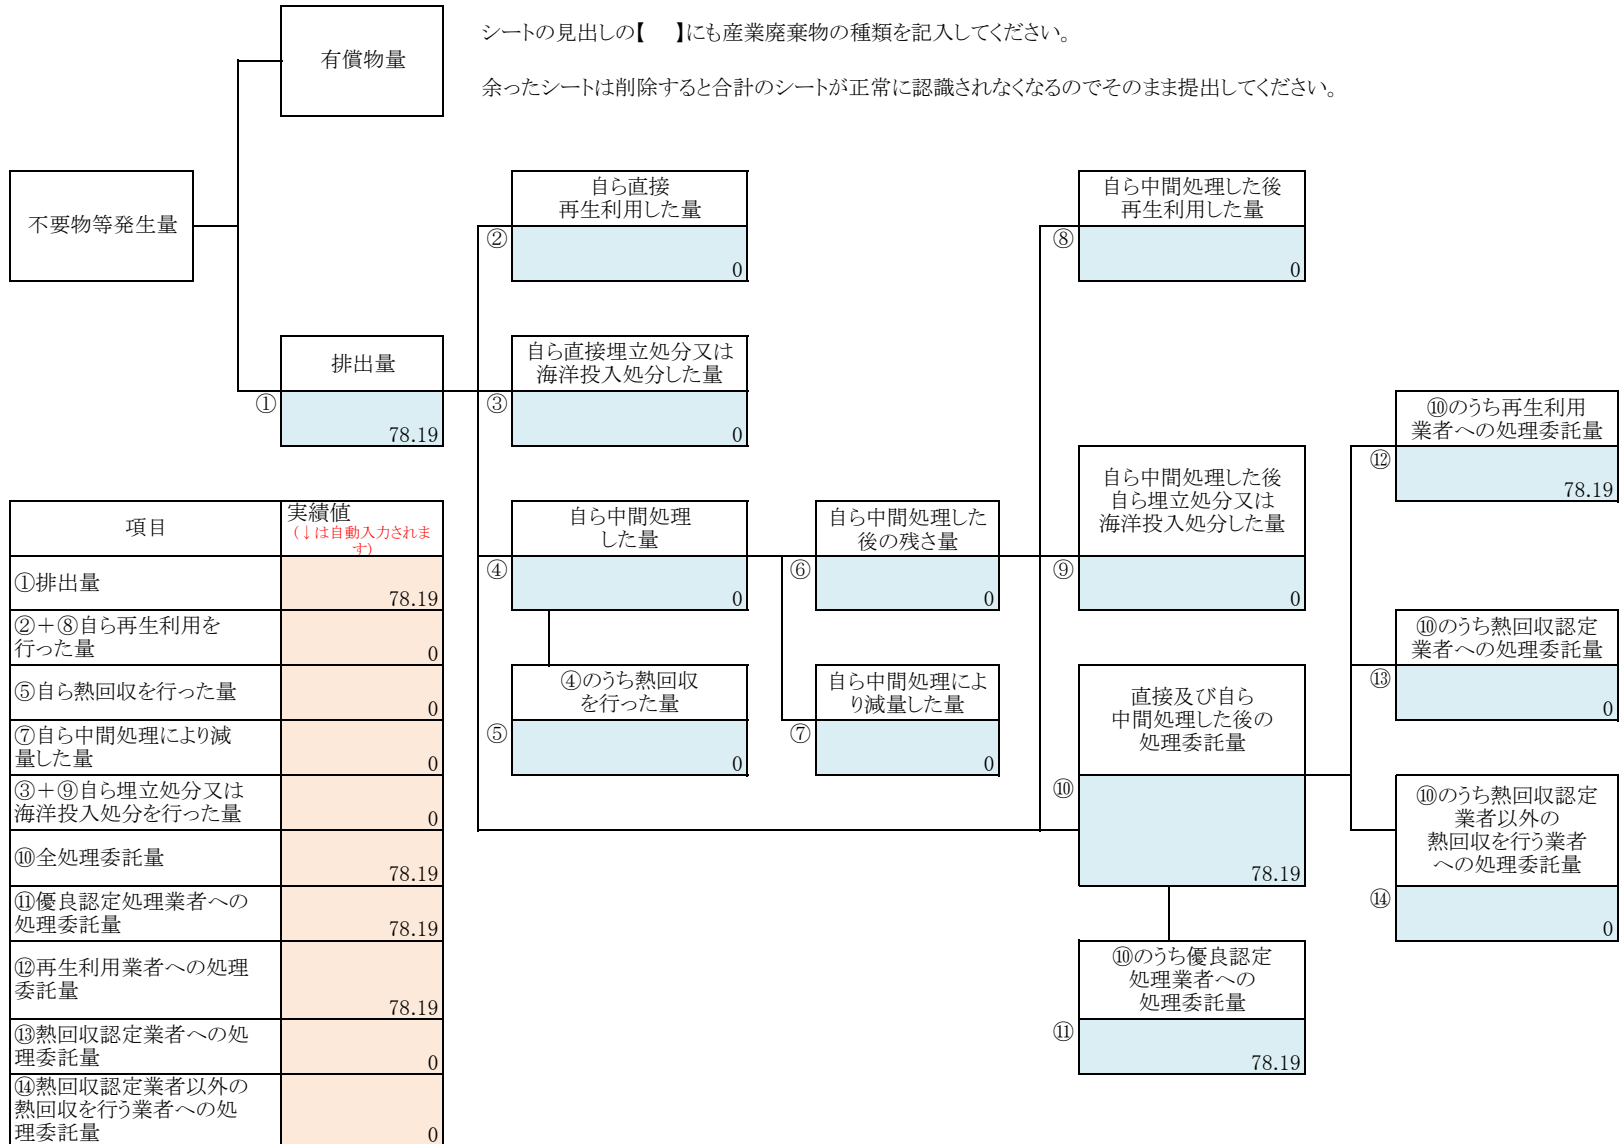 有償物量
シートの見出しの【　】にも産業廃棄物の種類を記入してください。
余ったシートは削除すると合計のシートが正常に認識されなくなるのでそのまま提出してください。
不要物等発生量
自ら直接
再生利用した量
②
0
自ら中間処理した後
再生利用した量
⑧
0
排出量
①
78.19
自ら直接埋立処分又は
海洋投入処分した量
③
0
⑩のうち再生利用
業者への処理委託量
⑫
78.19
自ら中間処理
した量
④
0
自ら中間処理した
後の残さ量
⑥
0
自ら中間処理した後
自ら埋立処分又は
海洋投入処分した量
⑨
0
⑩のうち熱回収認定
業者への処理委託量
⑬
0
④のうち熱回収
を行った量
⑤
0
自ら中間処理によ
り減量した量
⑦
0
直接及び自ら
中間処理した後の
処理委託量
⑩
78.19
⑩のうち熱回収認定
業者以外の
熱回収を行う業者
への処理委託量
⑭
0
⑩のうち優良認定
処理業者への
処理委託量
⑪
78.19
項目
実績値
(↓は自動入力されま
す)
①排出量
78.19
②＋⑧自ら再生利用を
行った量
0
⑤自ら熱回収を行った量
0
⑦自ら中間処理により減
量した量
0
③＋⑨自ら埋立処分又は
海洋投入処分を行った量
0
⑩全処理委託量
78.19
⑪優良認定処理業者への
処理委託量
78.19
⑫再生利用業者への処理
委託量
78.19
⑬熱回収認定業者への処
理委託量
0
⑭熱回収認定業者以外の
熱回収を行う業者への処
理委託量
0